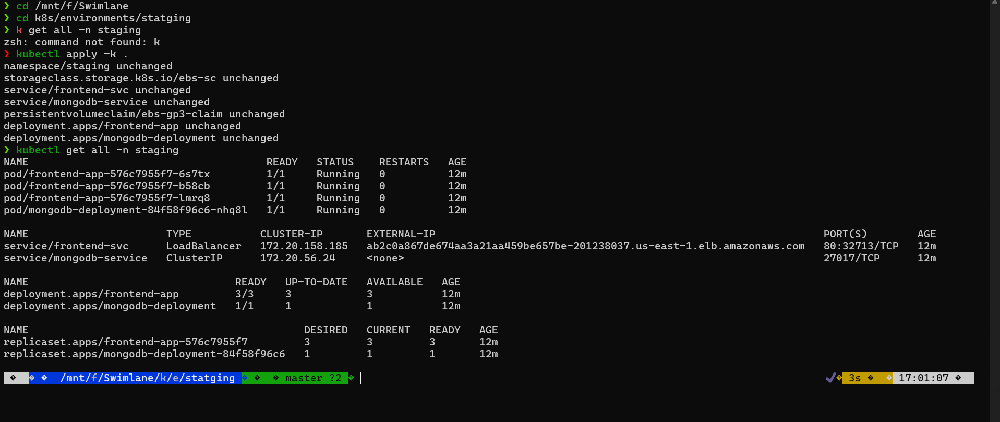 ❯ cd /mnt/f/Swimlane
❯ cd k8s/environments/statging
❯ k get all -n staging
zsh: command not found: k
❯ kubectl apply -k .
namespace/staging unchanged
storageclass.storage.k8s.io/ebs-sc unchanged
service/frontend-svc unchanged
service/mongodb-service unchanged
persistentvolumeclaim/ebs-gp3-claim unchanged
deployment.apps/frontend-app unchanged
deployment.apps/mongodb-deployment unchanged
❯ kubectl get all -n staging
NAME READY STATUS RESTARTS AGE
pod/frontend-app-576c7955f7-6s7tx 1/1 Running 0 12m
pod/frontend-app-576c7955f7-b58cb 1/1 Running 0 12m
pod/frontend-app-576c7955f7-lmrq8 1/1 Running 0 12m
pod/mongodb-deployment-84f58f96c6-nhq8l 1/1 Running 0 12m
NAME TYPE CLUSTER-IP EXTERNAL-IP PORT(S) AGE
service/frontend-svc LoadBalancer 172.20.158.185 ab2c0a867de674aa3a21aa459be657be-201238037.us-east-1.elb.amazonaws.com 80:32713/TCP 12m
service/mongodb-service ClusterIP 172.20.56.24 <none> 27017/TCP 12m
NAME READY UP-TO-DATE AVAILABLE AGE
deployment.apps/frontend-app 3/3 3 3 12m
deployment.apps/mongodb-deployment 1/1 1 1 12m
NAME DESIRED CURRENT READY AGE
replicaset.apps/frontend-app-576c7955f7 3 3 3 12m
replicaset.apps/mongodb-deployment-84f58f96c6 1 1 1 12m
� � � /mnt/f/Swimlane/k/e/statging � � � master ?2 � ✔ � 3s � � 17:01:07 �